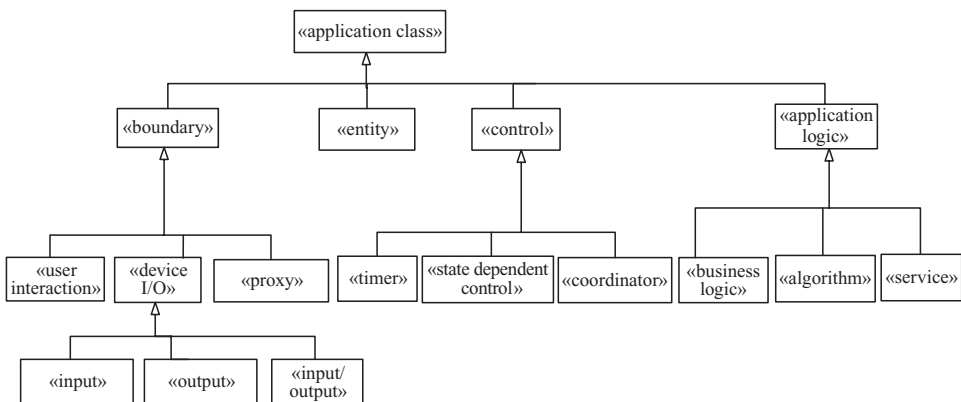 «application class»
«boundary»
«entity»
«control»
«application
logic»
«user
interaction»
«device
I/O»
«proxy»
«timer»
«state dependent
control»
«coordinator»
«business
logic»
«algorithm»
«service»
«input»
«output»
«input/
output»